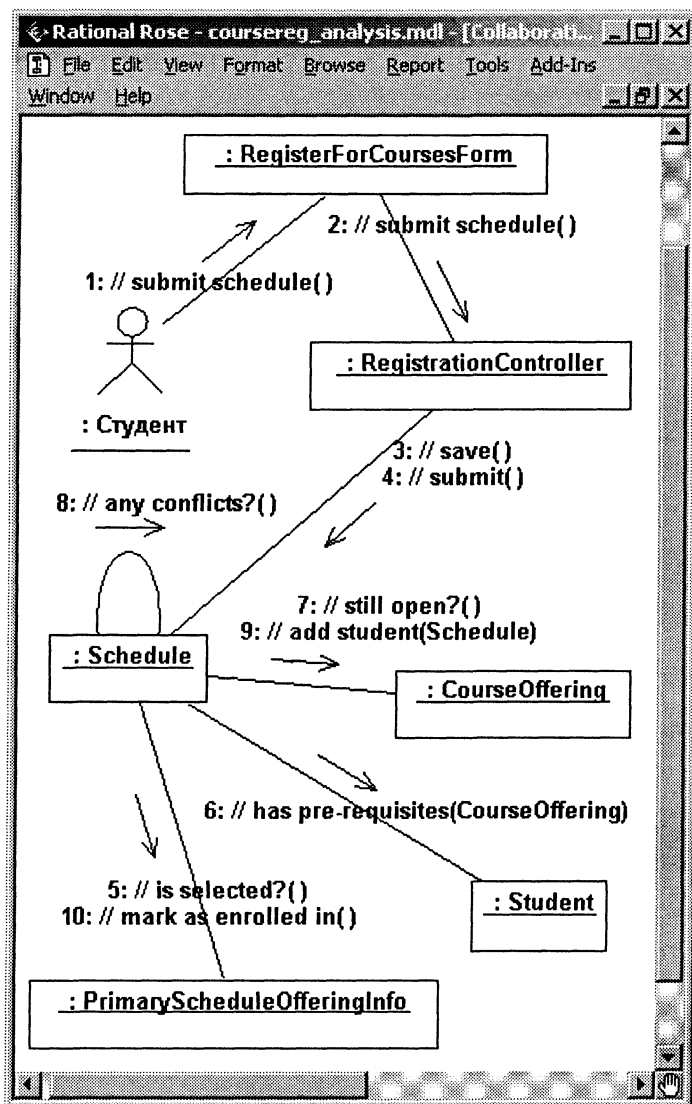 Rational Rose - coursereg_analysis.mdl - [Collaborati...
File Edit View Format Browse Report Tools Add-Ins
Window Help
: RegisterForCoursesForm
2: // submit schedule( )
1: // submit schedule( )
: RegistrationController
: Студент
3: // save( )
4: // submit( )
8: // any conflicts?( )
7: // still open?( )
9: // add student(Schedule)
: Schedule
: CourseOffering
6: // has pre-requisites(CourseOffering)
5: // is selected?( )
10: // mark as enrolled in( )
: Student
: PrimaryScheduleOfferingInfo